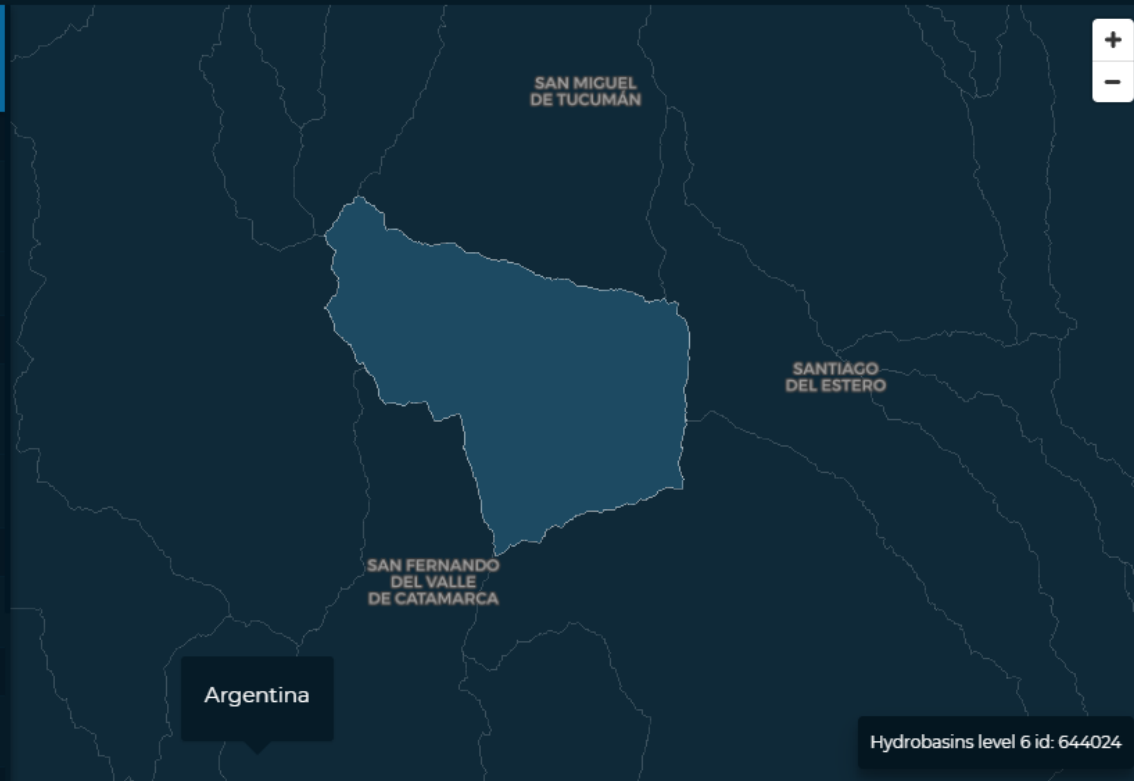 +
−
SAN MIGUEL
DE TUCUMÁN
SANTIAGO
DEL ESTERO
SAN FERNANDO
DEL VALLE
DE CATAMARCA
Argentina
Hydrobasins level 6 id: 644024